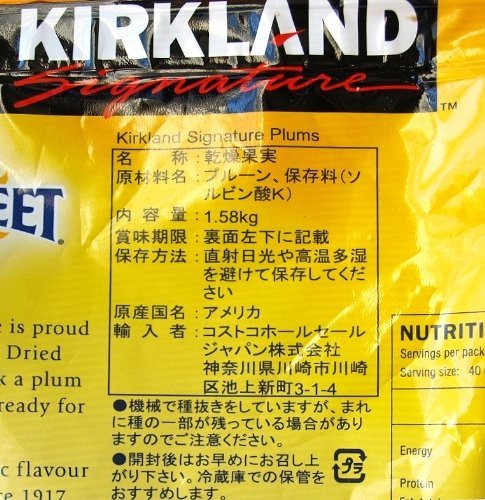 KIRKLAND
Signature
TM
Kirkland Signature Plums
名 称 : 乾燥果実
原材料名 : プルーン、保存料(ソ
ルビン酸K)
内 容 量 : 1.58kg
賞味期限 : 裏面左下に記載
保存方法 : 直射日光や高温多湿
を避けて保存してくだ
さい
原産国名 : アメリカ
輸 入 者 : コストコホールセール
ジャパン株式会社
神奈川県川崎市川崎
区池上新町3-1-4
●機械で種抜きをしていますが、まれ
に種の一部が残っている場合があり
ますのでご注意ください。
●開封後はお早めにお召し上
がり下さい。冷蔵庫での保管を
おすすめします。
プラ
EET®
is proud
Dried
a plum
ready for
flavour
1917
NUTRITI
Servings per pack
Serving size: 40
Energy
Protein